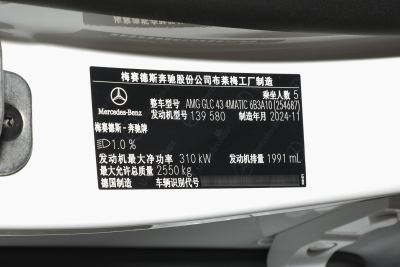 梅赛德斯奔驰股份公司布莱梅工厂制造
乘坐人数 5
整车型号 AMG GLC 43 4MATIC 6B3A10 (254687)
Mercedes-Benz
发动机型号 139 580 制造年月 2024-11
梅赛德斯-奔驰牌
1.0 %
发动机最大净功率 310 kW 发动机排量 1991 mL
最大允许总质量 2550 kg
德国制造 车辆识别代号